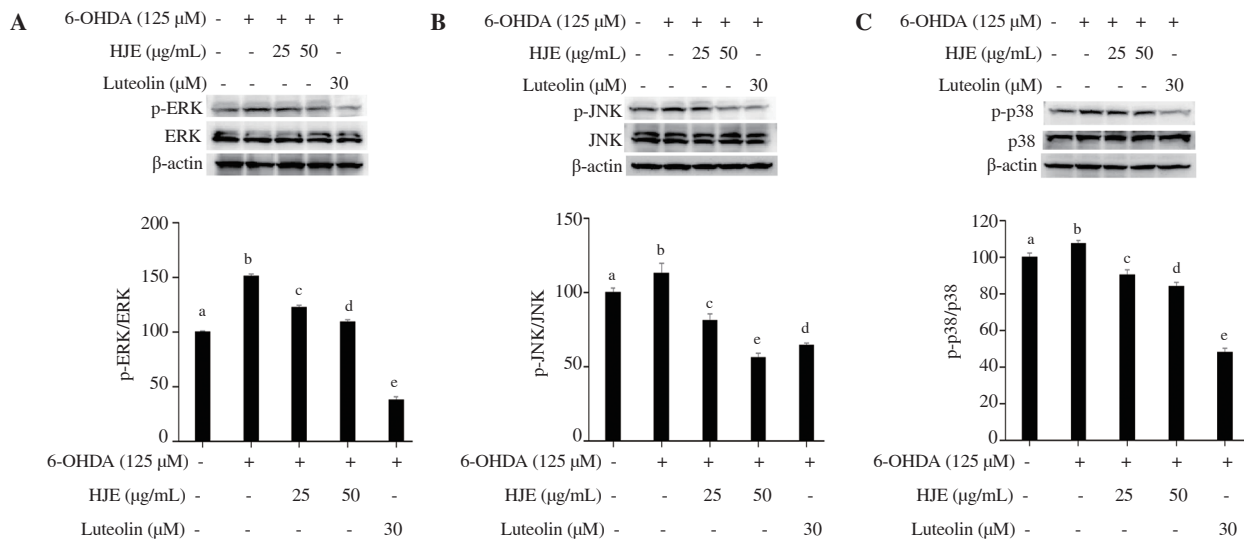 A
6-OHDA (125 μM) - + + + +
HJE (μg/mL) - - 25 50 -
Luteolin (μM) - - - - 30
p-ERK
ERK
β-actin
p-ERK/ERK
200
150
100
50
0
a
b
c
d
e
6-OHDA (125 μM) - + + + +
HJE (μg/mL) - - 25 50 -
Luteolin (μM) - - - - 30
B
6-OHDA (125 μM) - + + + +
HJE (μg/mL) - - 25 50 -
Luteolin (μM) - - - - 30
p-JNK
JNK
β-actin
p-JNK/JNK
150
100
50
0
a
b
c
e
d
6-OHDA (125 μM) - + + + +
HJE (μg/mL) - - 25 50 -
Luteolin (μM) - - - - 30
C
6-OHDA (125 μM) - + + + +
HJE (μg/mL) - - 25 50 -
Luteolin (μM) - - - - 30
p-p38
p38
β-actin
p-p38/p38
120
100
80
60
40
20
0
a
b
c
d
e
6-OHDA (125 μM) - + + + +
HJE (μg/mL) - - 25 50 -
Luteolin (μM) - - - - 30